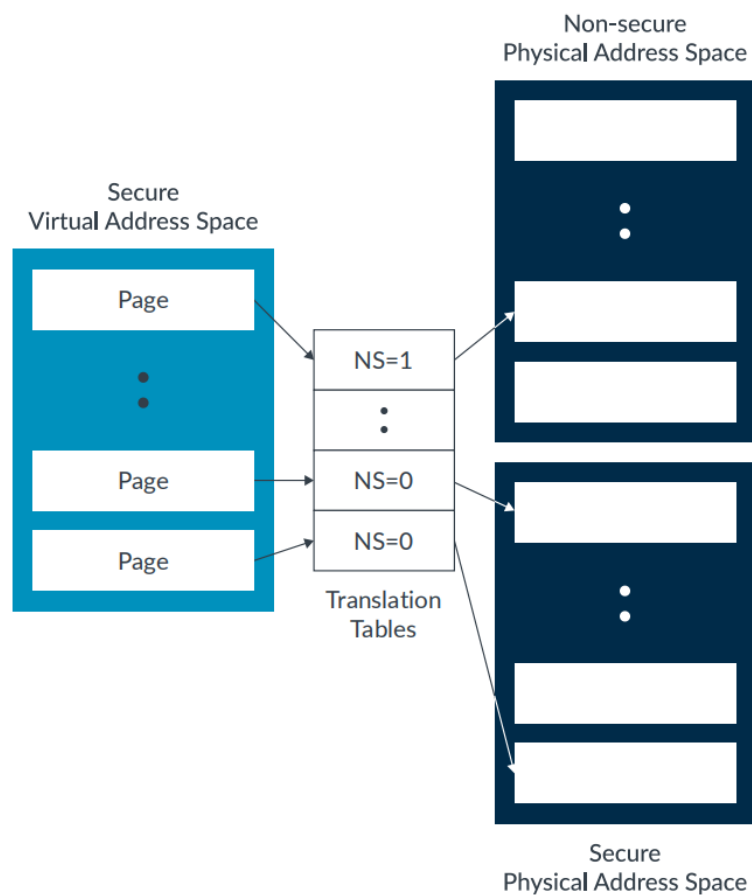 Non-secure
Physical Address Space
Secure
Virtual Address Space
Page
Page
Page
NS=1
NS=0
NS=0
Translation
Tables
Secure
Physical Address Space